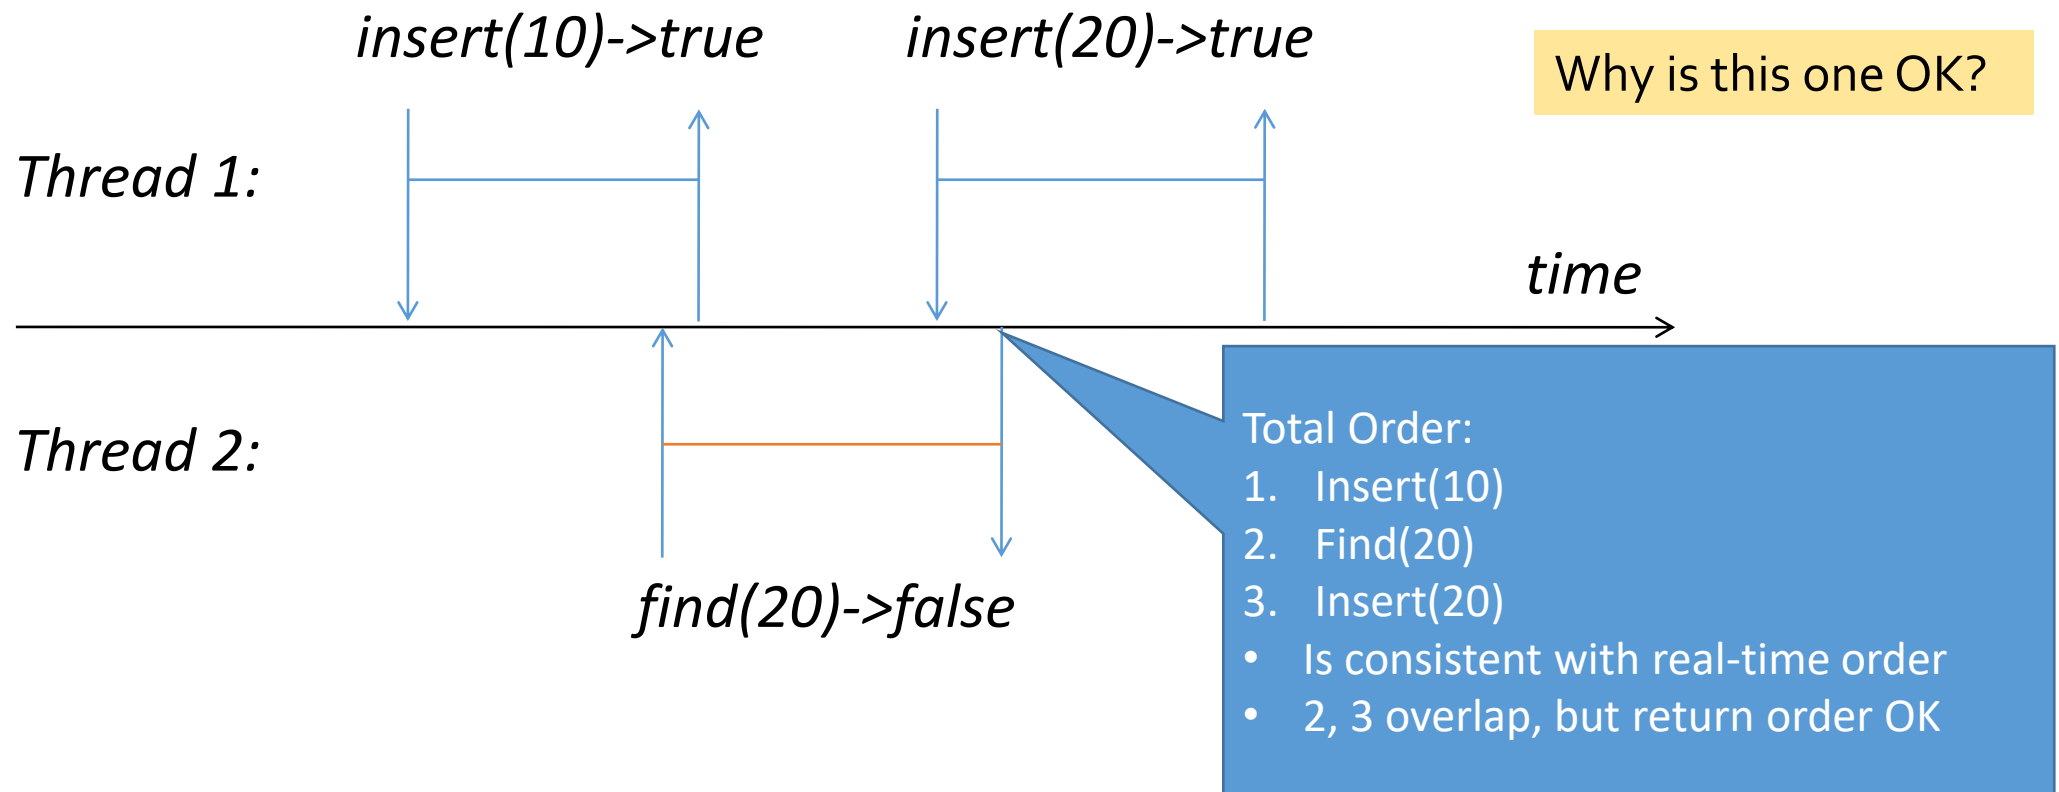 insert(10)->true
insert(20)->true
Why is this one OK?
Thread 1:
time
Thread 2:
find(20)->false
Total Order:
1. Insert(10)
2. Find(20)
3. Insert(20)
• Is consistent with real-time order
• 2, 3 overlap, but return order OK